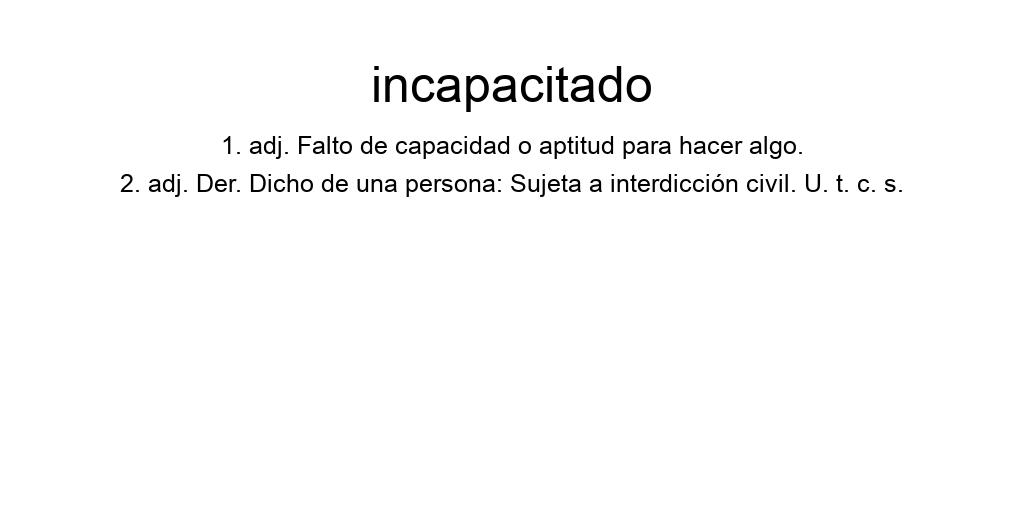 incapacitado
1. adj. Falto de capacidad o aptitud para hacer algo.
2. adj. Der. Dicho de una persona: Sujeta a interdicción civil. U. t. c. s.